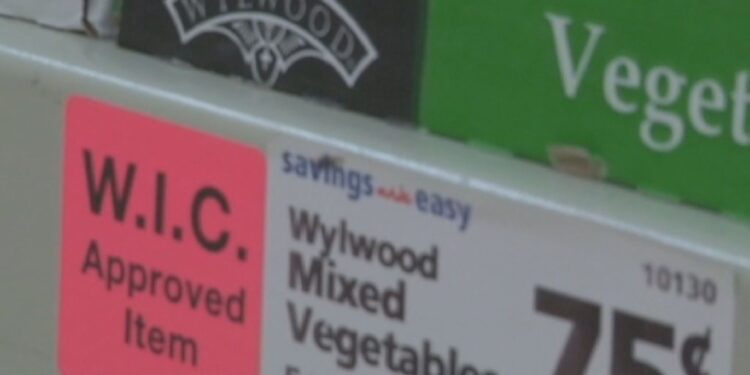 WYLWOOD
Veget
W.I.C.
Approved
Item
savings made easy
Wylwood
Mixed
Vegetables
10130
75¢